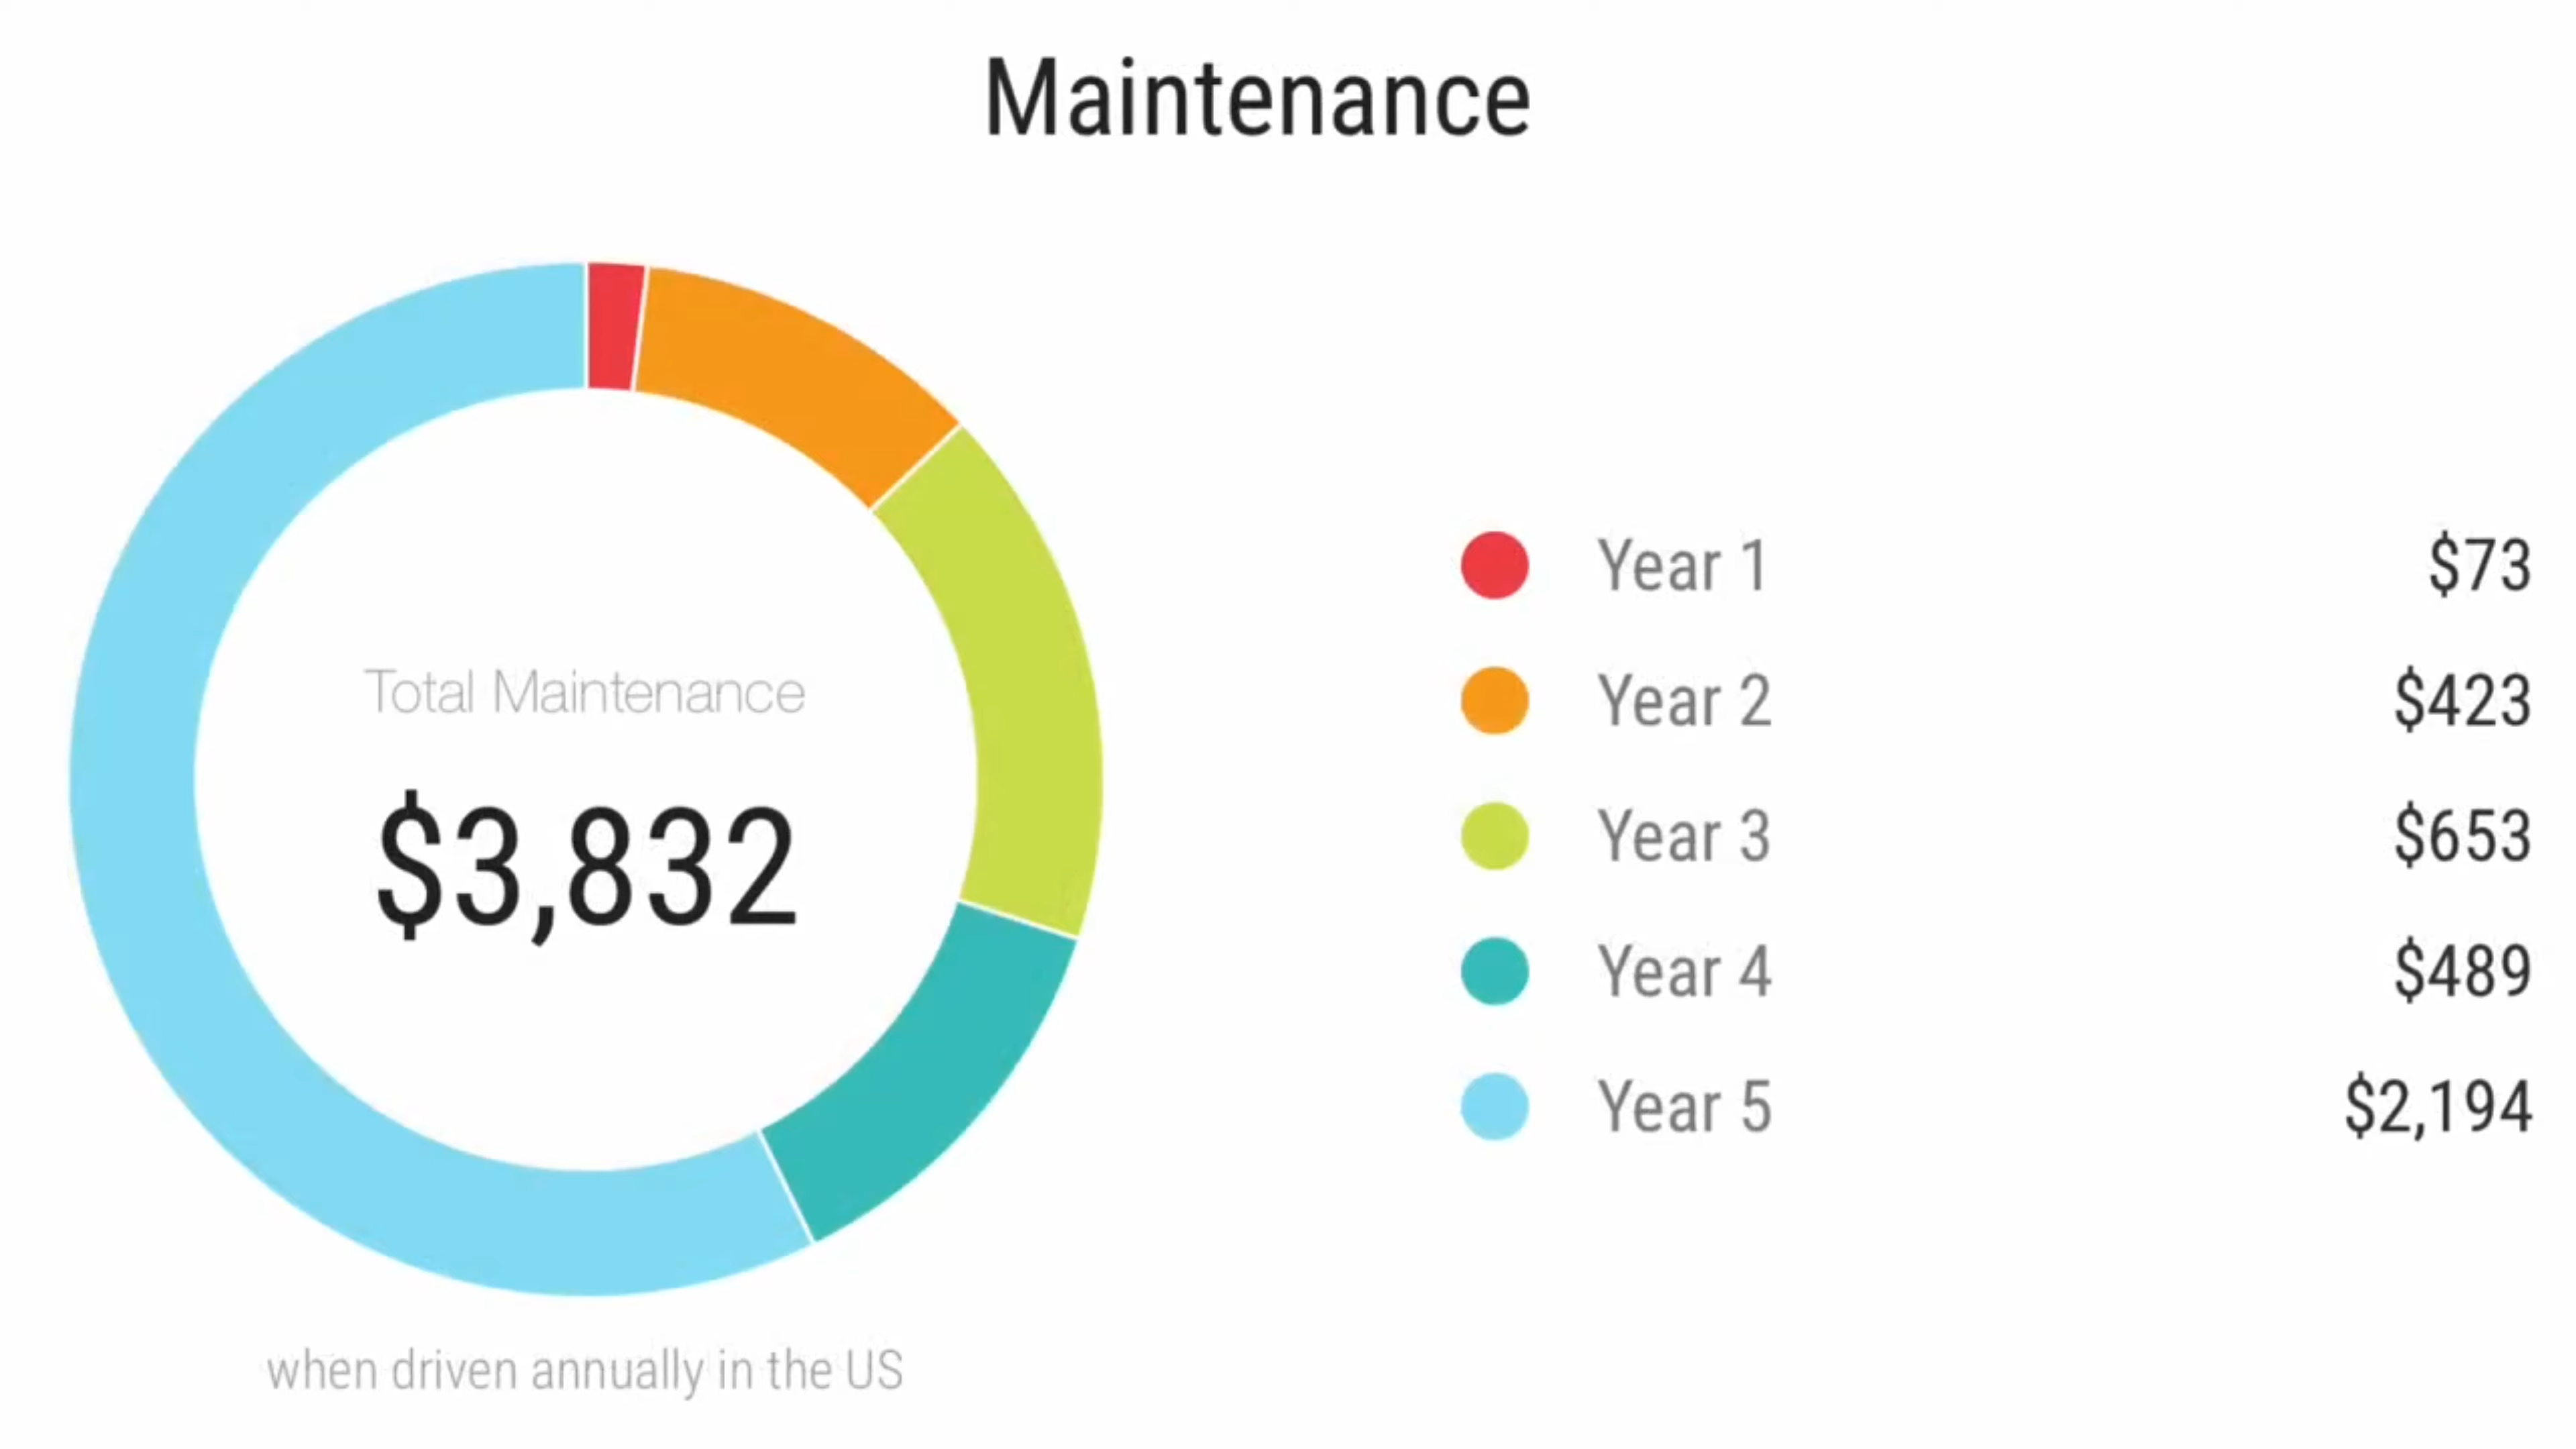 Maintenance
Total Maintenance
$3,832
when driven annually in the US
Year 1 $73
Year 2 $423
Year 3 $653
Year 4 $489
Year 5 $2,194